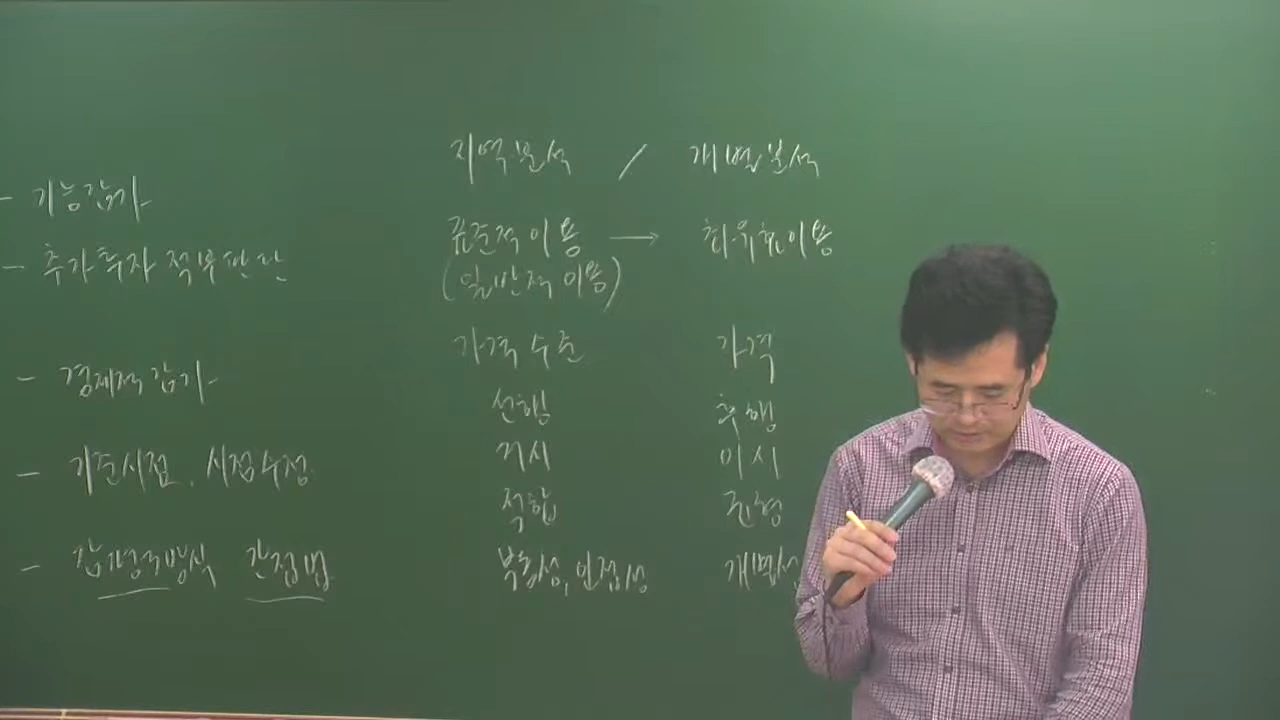 - 기능감가
- 추가투자 적부판단
- 경제적 감가
- 기준시점, 시점수정
- 감가 방식 간접법
지역분석 / 개별분석
표준적 이용 → 최유효이용
(일반적 이용)
가격수준 가격
선행 후행
거시 미시
적합 균형
부동성, 인접성 개별성